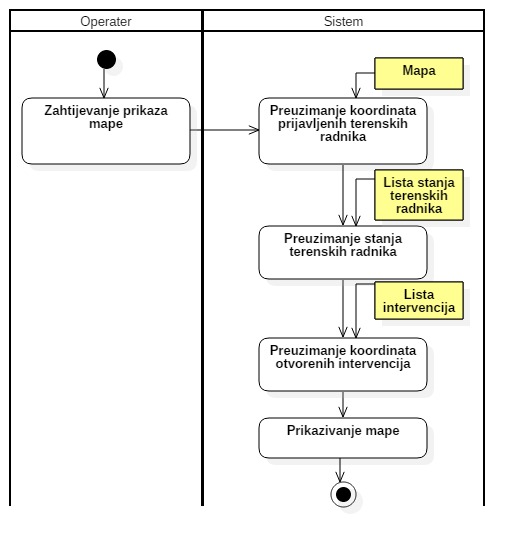 Operater
Sistem
Mapa
Zahtijevanje prikaza
mape
Preuzimanje koordinata
prijavljenih terenskih
radnika
Lista stanja
terenskih
radnika
Preuzimanje stanja
terenskih radnika
Lista
intervencija
Preuzimanje koordinata
otvorenih intervencija
Prikazivanje mape